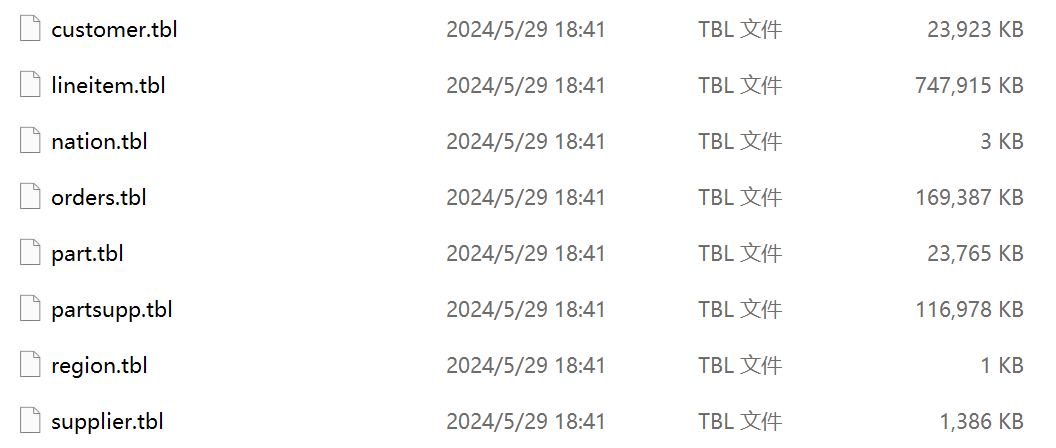 customer.tbl 2024/5/29 18:41 TBL 文件 23,923 KB
lineitem.tbl 2024/5/29 18:41 TBL 文件 747,915 KB
nation.tbl 2024/5/29 18:41 TBL 文件 3 KB
orders.tbl 2024/5/29 18:41 TBL 文件 169,387 KB
part.tbl 2024/5/29 18:41 TBL 文件 23,765 KB
partsupp.tbl 2024/5/29 18:41 TBL 文件 116,978 KB
region.tbl 2024/5/29 18:41 TBL 文件 1 KB
supplier.tbl 2024/5/29 18:41 TBL 文件 1,386 KB